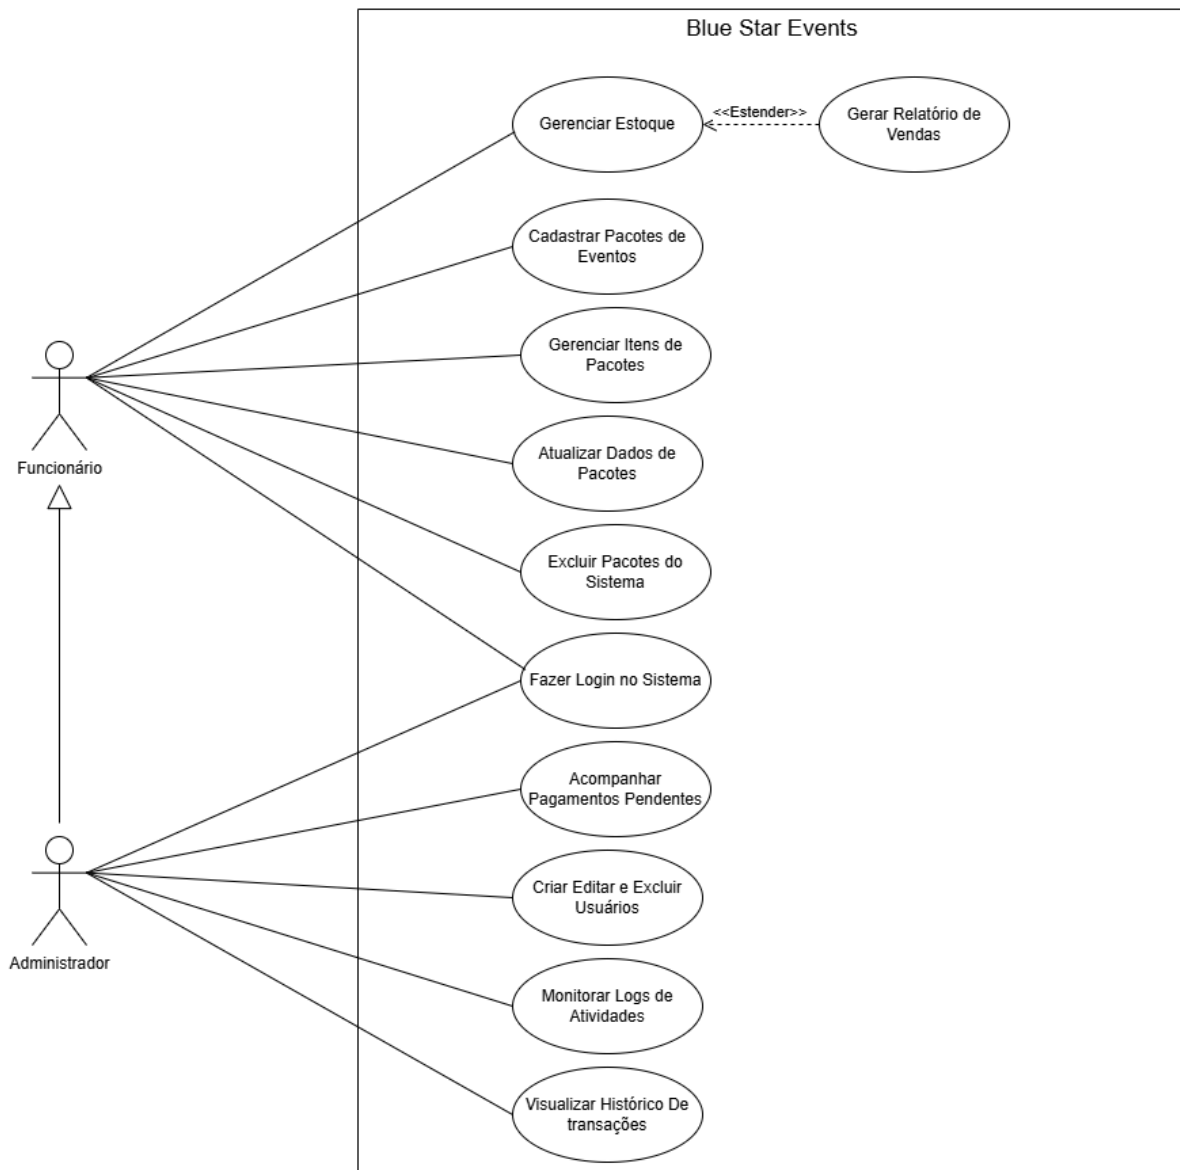 Blue Star Events
Gerenciar Estoque
<<Estender>>
Gerar Relatório de
Vendas
Cadastrar Pacotes de
Eventos
Gerenciar Itens de
Pacotes
Funcionário
Atualizar Dados de
Pacotes
Excluir Pacotes do
Sistema
Fazer Login no Sistema
Acompanhar
Pagamentos Pendentes
Criar Editar e Excluir
Usuários
Administrador
Monitorar Logs de
Atividades
Visualizar Histórico De
transações